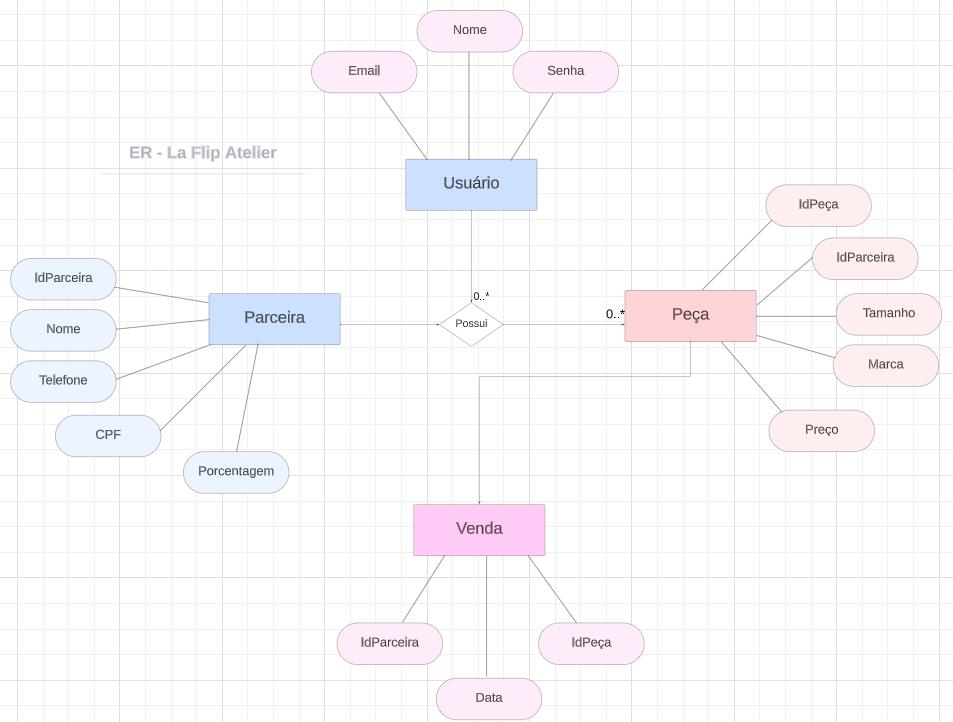 Nome
Email
Senha
ER - La Flip Atelier
Usuário
IdPeça
IdParceira
IdParceira
Nome
Telefone
CPF
Porcentagem
Parceira
0..*
Possui
0..*
Peça
Tamanho
Marca
Preço
Venda
IdParceira
IdPeça
Data